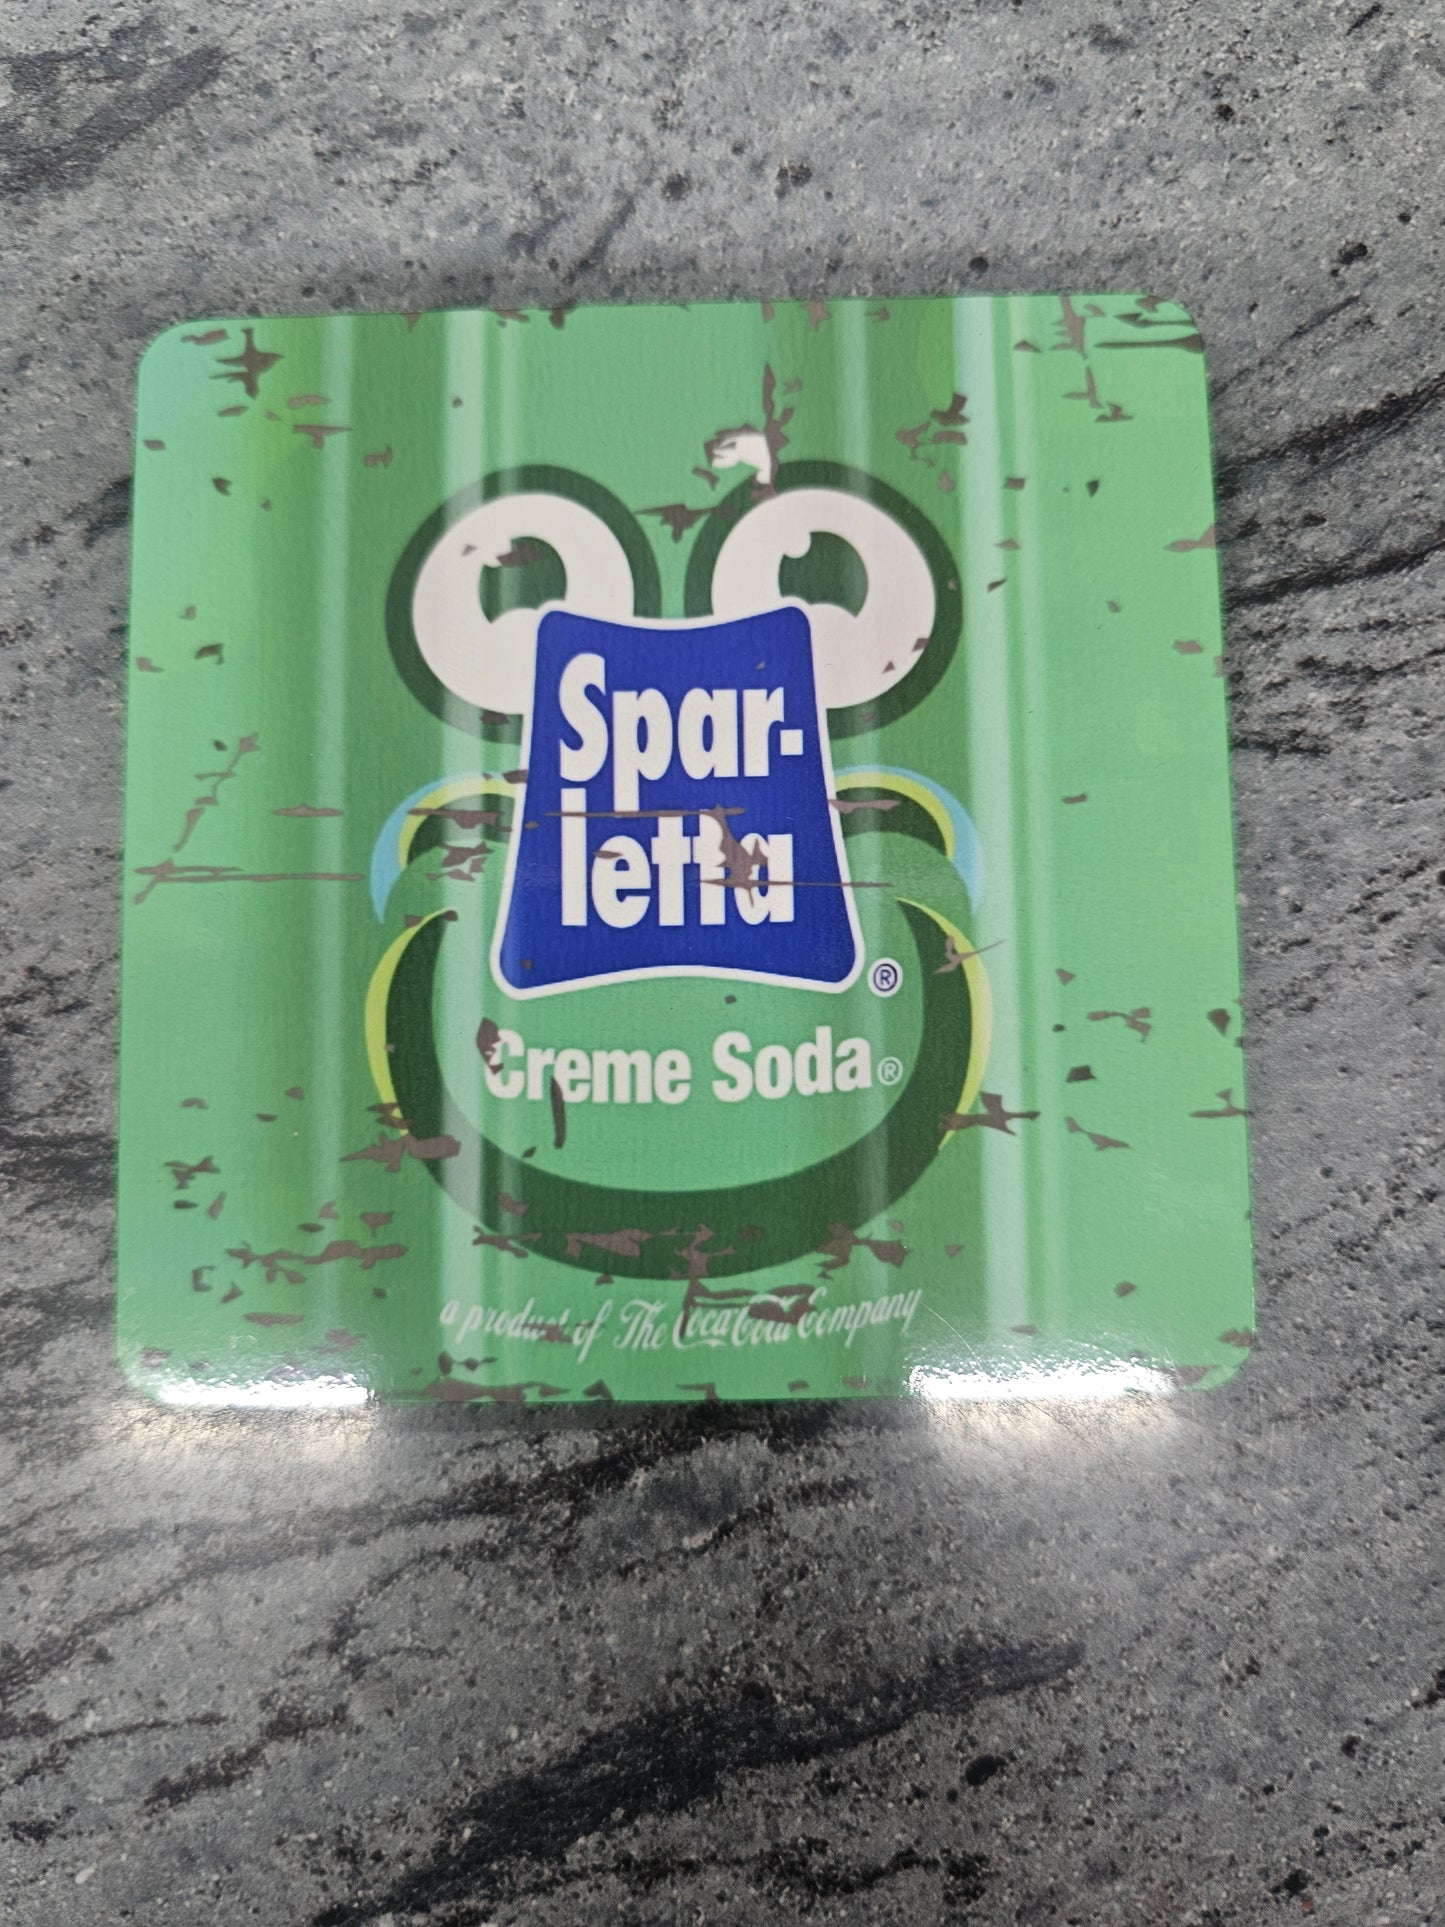 Spar-
letta
®
Creme Soda®
a product of The Coca-Cola Company